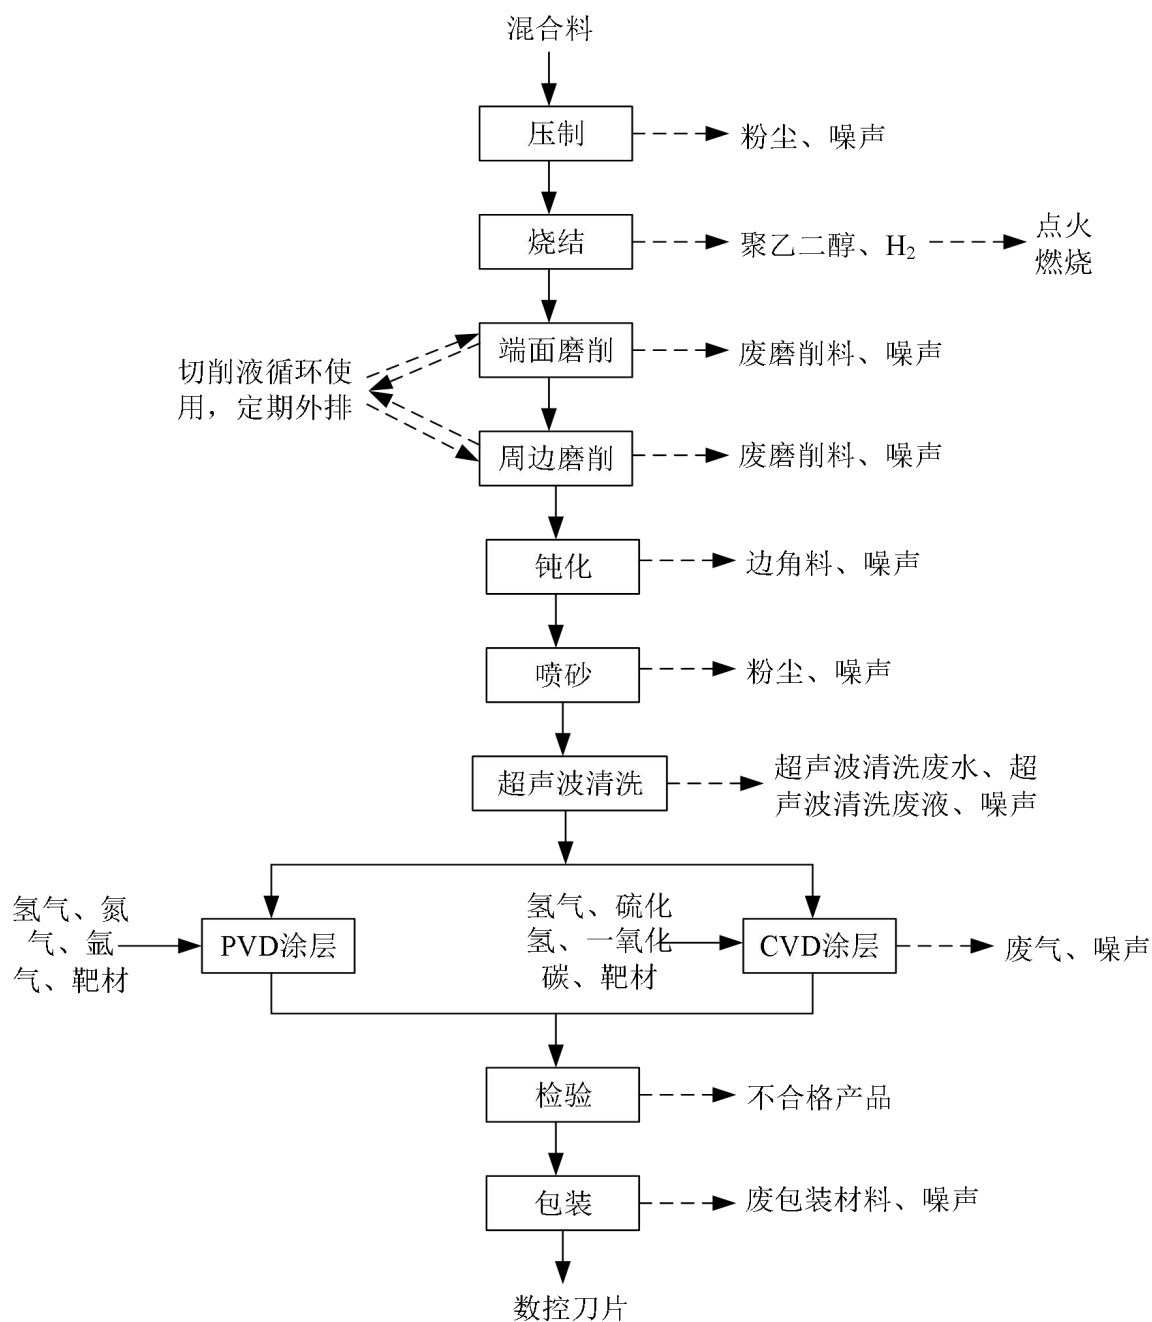 混合料
压制
粉尘、噪声
烧结
聚乙二醇、H₂
点火
燃烧
端面磨削
废磨削料、噪声
切削液循环使
用，定期外排
周边磨削
废磨削料、噪声
钝化
边角料、噪声
喷砂
粉尘、噪声
超声波清洗
超声波清洗废水、超
声波清洗废液、噪声
氢气、氮
气、氩
气、靶材
PVD涂层
氢气、硫化
氢、一氧化
碳、靶材
CVD涂层
废气、噪声
检验
不合格产品
包装
废包装材料、噪声
数控刀片